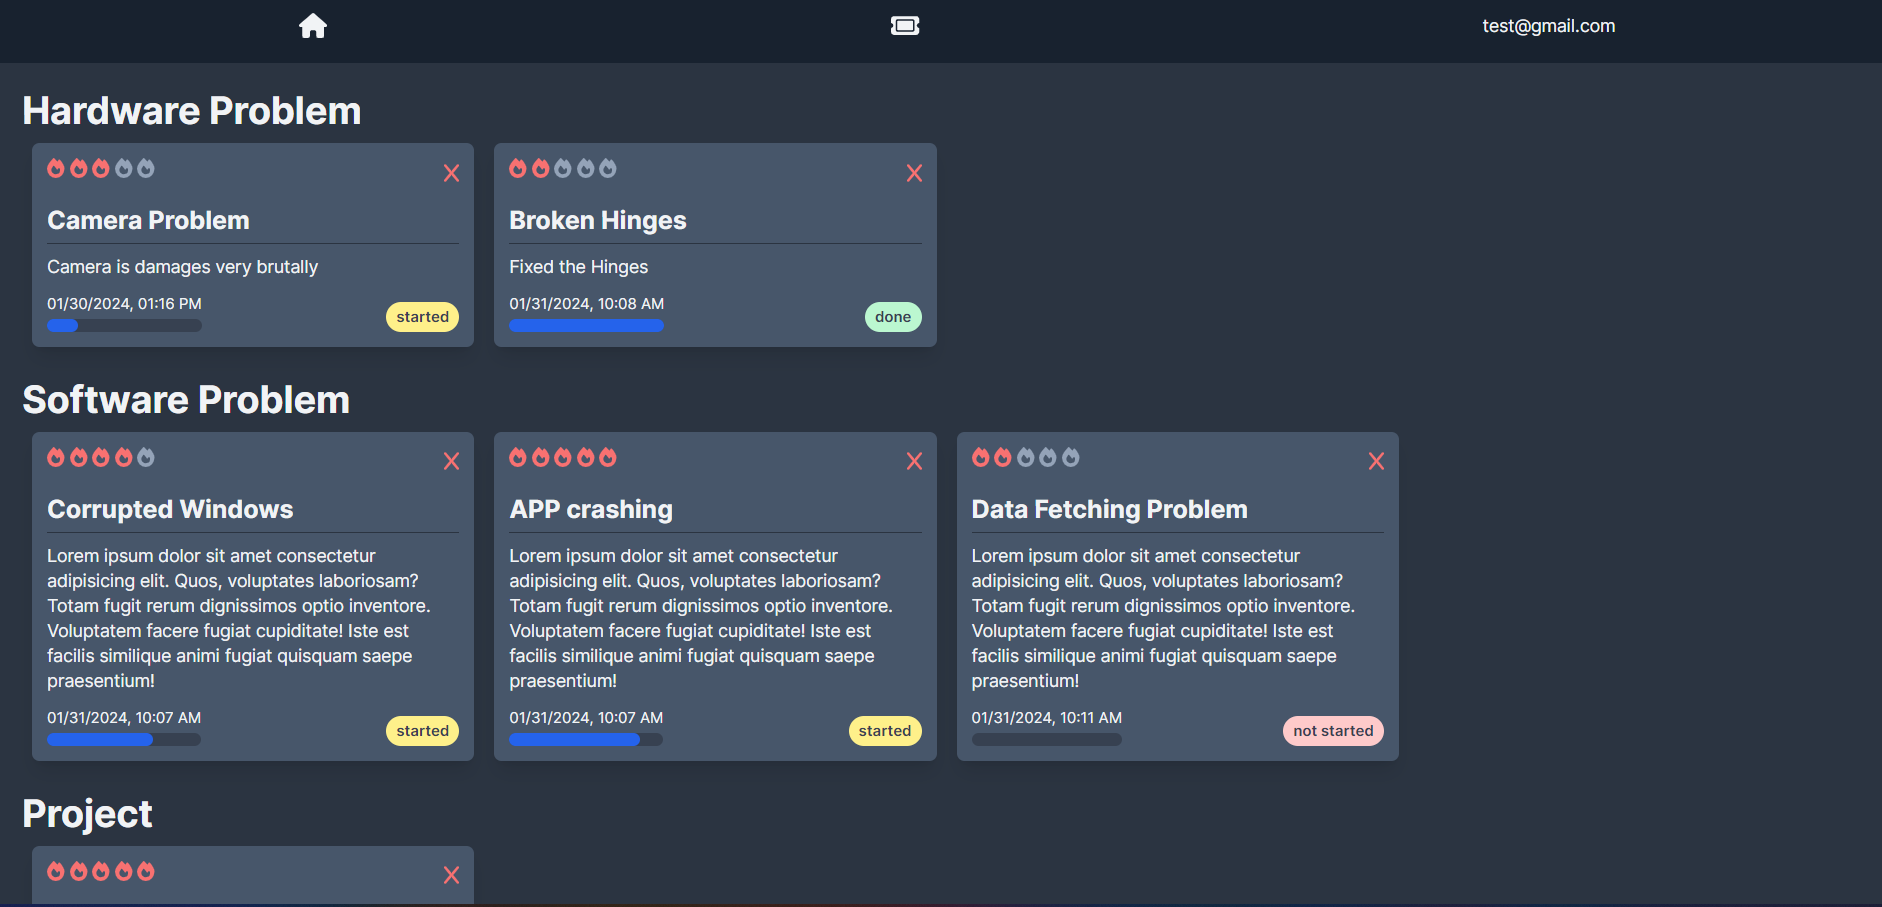 test@gmail.com
Hardware Problem
Camera Problem
Camera is damages very brutally
01/30/2024, 01:16 PM
started
Broken Hinges
Fixed the Hinges
01/31/2024, 10:08 AM
done
Software Problem
Corrupted Windows
Lorem ipsum dolor sit amet consectetur
adipisicing elit. Quos, voluptates laboriosam?
Totam fugit rerum dignissimos optio inventore.
Voluptatem facere fugiat cupiditate! Iste est
facilis similique animi fugiat quisquam saepe
praesentium!
01/31/2024, 10:07 AM
started
APP crashing
Lorem ipsum dolor sit amet consectetur
adipisicing elit. Quos, voluptates laboriosam?
Totam fugit rerum dignissimos optio inventore.
Voluptatem facere fugiat cupiditate! Iste est
facilis similique animi fugiat quisquam saepe
praesentium!
01/31/2024, 10:07 AM
started
Data Fetching Problem
Lorem ipsum dolor sit amet consectetur
adipisicing elit. Quos, voluptates laboriosam?
Totam fugit rerum dignissimos optio inventore.
Voluptatem facere fugiat cupiditate! Iste est
facilis similique animi fugiat quisquam saepe
praesentium!
01/31/2024, 10:11 AM
not started
Project